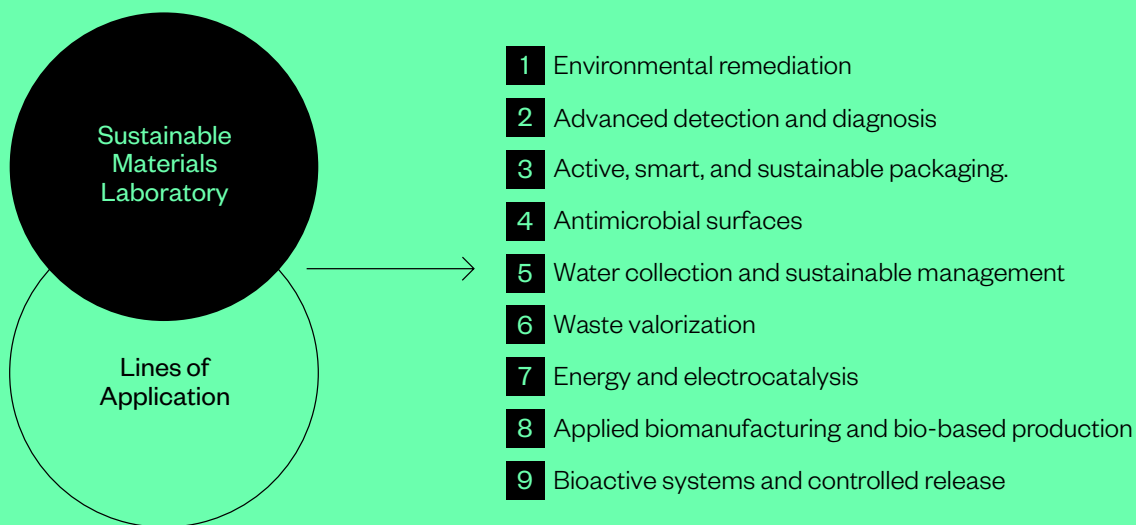 Sustainable
Materials
Laboratory
Lines of
Application
1 Environmental remediation
2 Advanced detection and diagnosis
3 Active, smart, and sustainable packaging.
4 Antimicrobial surfaces
5 Water collection and sustainable management
6 Waste valorization
7 Energy and electrocatalysis
8 Applied biomanufacturing and bio-based production
9 Bioactive systems and controlled release